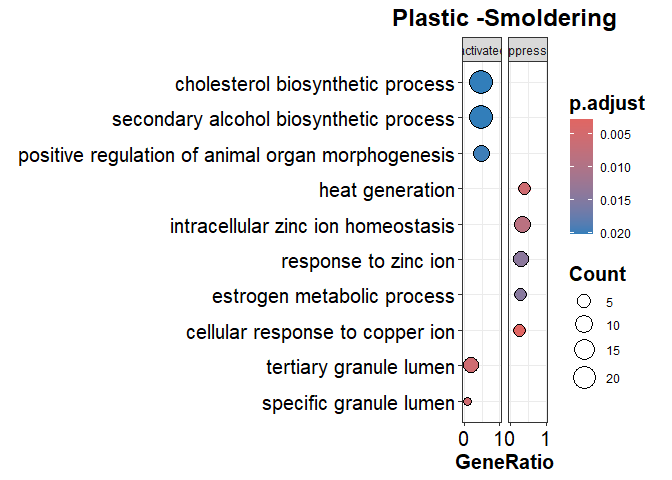 Plastic -Smoldering
ctivated
ppress
cholesterol biosynthetic process
secondary alcohol biosynthetic process
positive regulation of animal organ morphogenesis
heat generation
intracellular zinc ion homeostasis
response to zinc ion
estrogen metabolic process
cellular response to copper ion
tertiary granule lumen
specific granule lumen
0 10 1
GeneRatio
p.adjust
0.005
0.010
0.015
0.020
Count
5
10
15
20